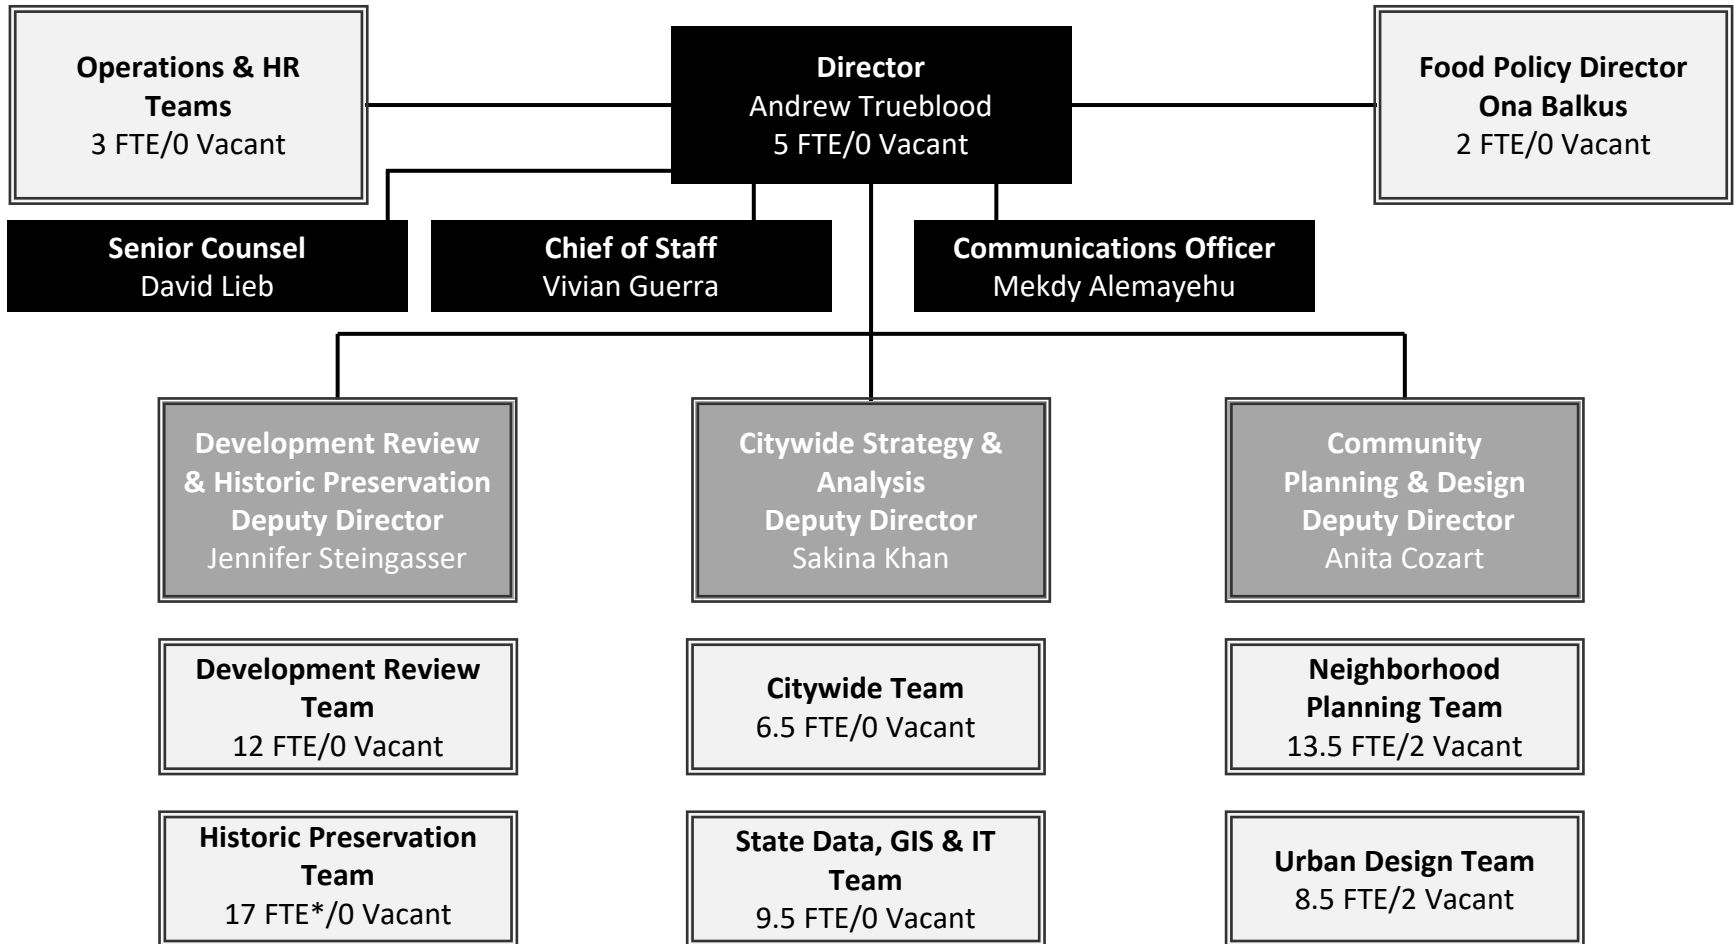 Operations & HR
Teams
3 FTE/0 Vacant
Director
Andrew Trueblood
5 FTE/0 Vacant
Food Policy Director
Ona Balkus
2 FTE/0 Vacant
Senior Counsel
David Lieb
Chief of Staff
Vivian Guerra
Communications Officer
Mekdy Alemayehu
Development Review
& Historic Preservation
Deputy Director
Jennifer Steingasser
Citywide Strategy &
Analysis
Deputy Director
Sakina Khan
Community
Planning & Design
Deputy Director
Anita Cozart
Development Review
Team
12 FTE/0 Vacant
Citywide Team
6.5 FTE/0 Vacant
Neighborhood
Planning Team
13.5 FTE/2 Vacant
Historic Preservation
Team
17 FTE*/0 Vacant
State Data, GIS & IT
Team
9.5 FTE/0 Vacant
Urban Design Team
8.5 FTE/2 Vacant